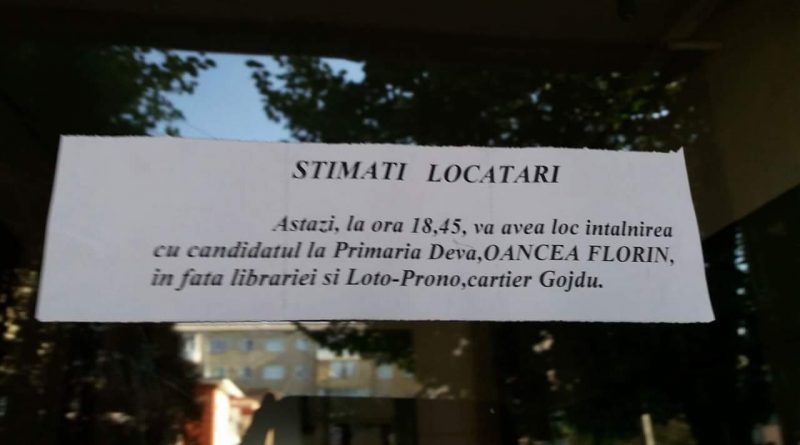 STIMATI LOCATARI
Astazi, la ora 18,45, va avea loc intalnirea
cu candidatul la Primaria Deva,OANCEA FLORIN,
in fata librariei si Loto-Prono,cartier Gojdu.